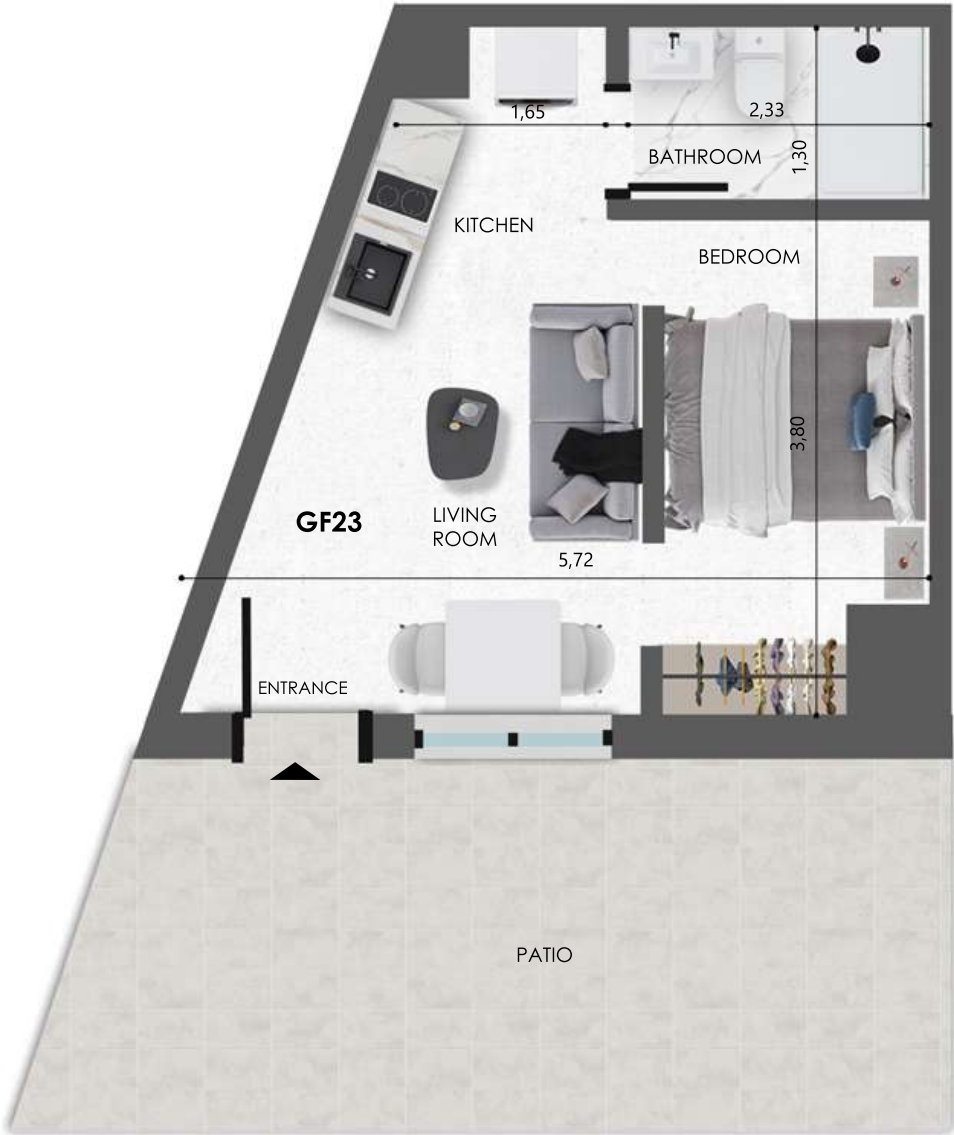 1,65
2,33
BATHROOM
1,30
KITCHEN
BEDROOM
3,80
GF23
LIVING
ROOM
5,72
ENTRANCE
PATIO